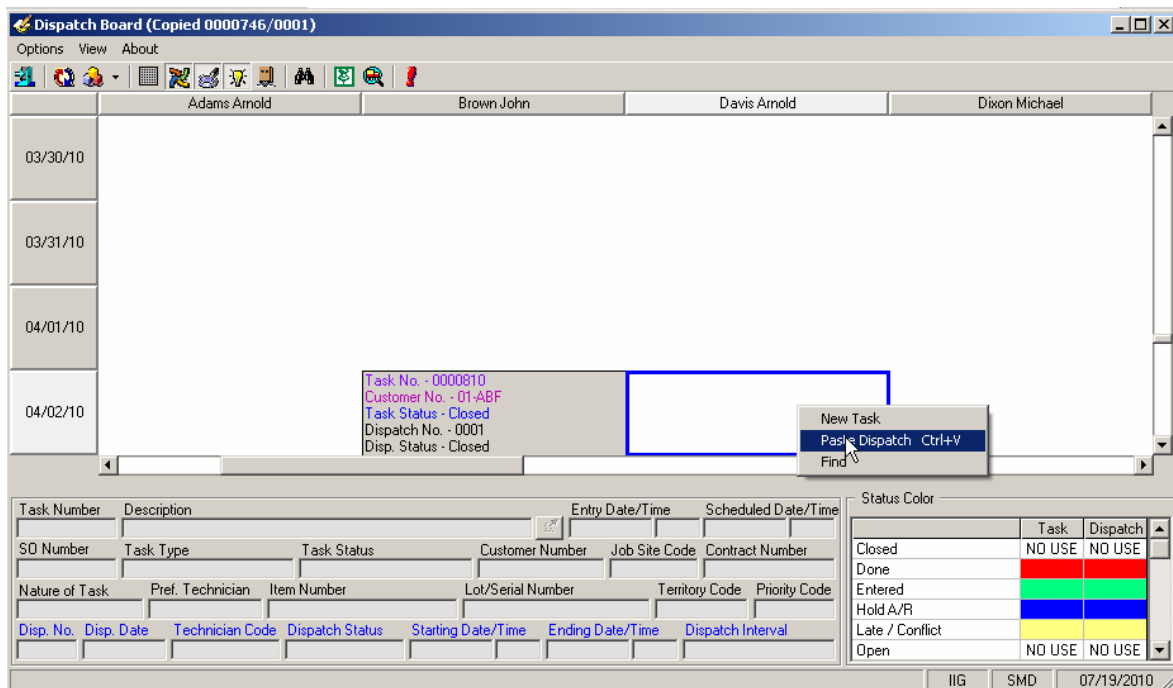 Dispatch Board (Copied 0000746/0001)
Options View About
Adams Arnold Brown John Davis Arnold Dixon Michael
03/30/10
03/31/10
04/01/10
04/02/10
Task No. - 0000810
Customer No. - 01-ABF
Task Status - Closed
Dispatch No. - 0001
Disp. Status - Closed
New Task
Paste Dispatch Ctrl+V
Find
Task Number Description Entry Date/Time Scheduled Date/Time
SO Number Task Type Task Status Customer Number Job Site Code Contract Number
Nature of Task Pref. Technician Item Number Lot/Serial Number Territory Code Priority Code
Disp. No. Disp. Date Technician Code Dispatch Status Starting Date/Time Ending Date/Time Dispatch Interval
Status Color
Task Dispatch
Closed NO USE NO USE
Done
Entered
Hold A/R
Late / Conflict
Open NO USE NO USE
IIG SMD 07/19/2010